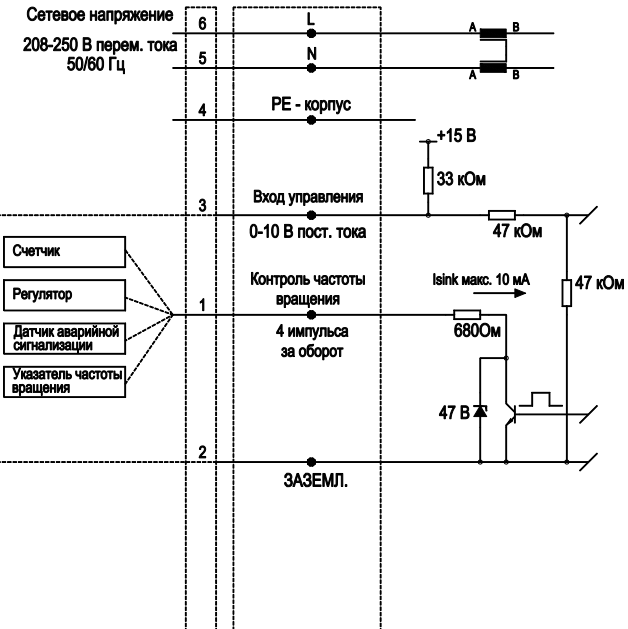 Сетевое напряжение
208-250 В перем. тока
50/60 Гц
6
L
A
B
5
N
A
B
4
PE - корпус
+15 В
33 кОм
3
Вход управления
0-10 В пост. тока
47 кОм
Счетчик
Регулятор
Датчик аварийной
сигнализации
Указатель частоты
вращения
1
Контроль частоты
вращения
4 импульса
за оборот
Isink макс. 10 мА
47 кОм
680Ом
47 В
2
ЗАЗЕМЛ.